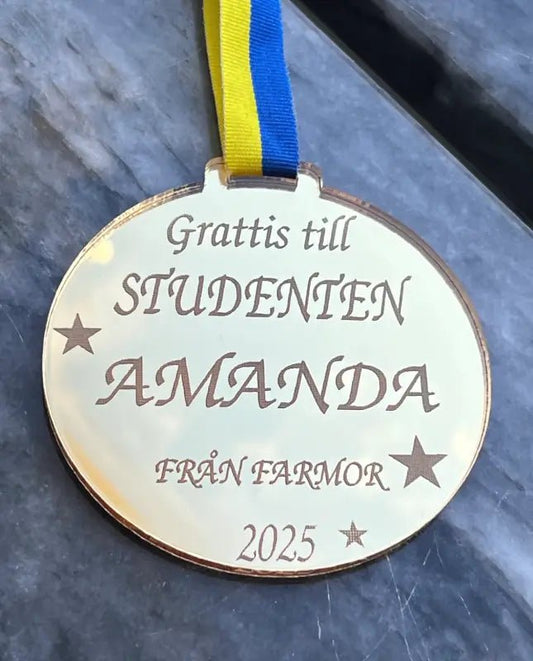 Grattis till
STUDENTEN
AMANDA
FRÅN FARMOR
2025